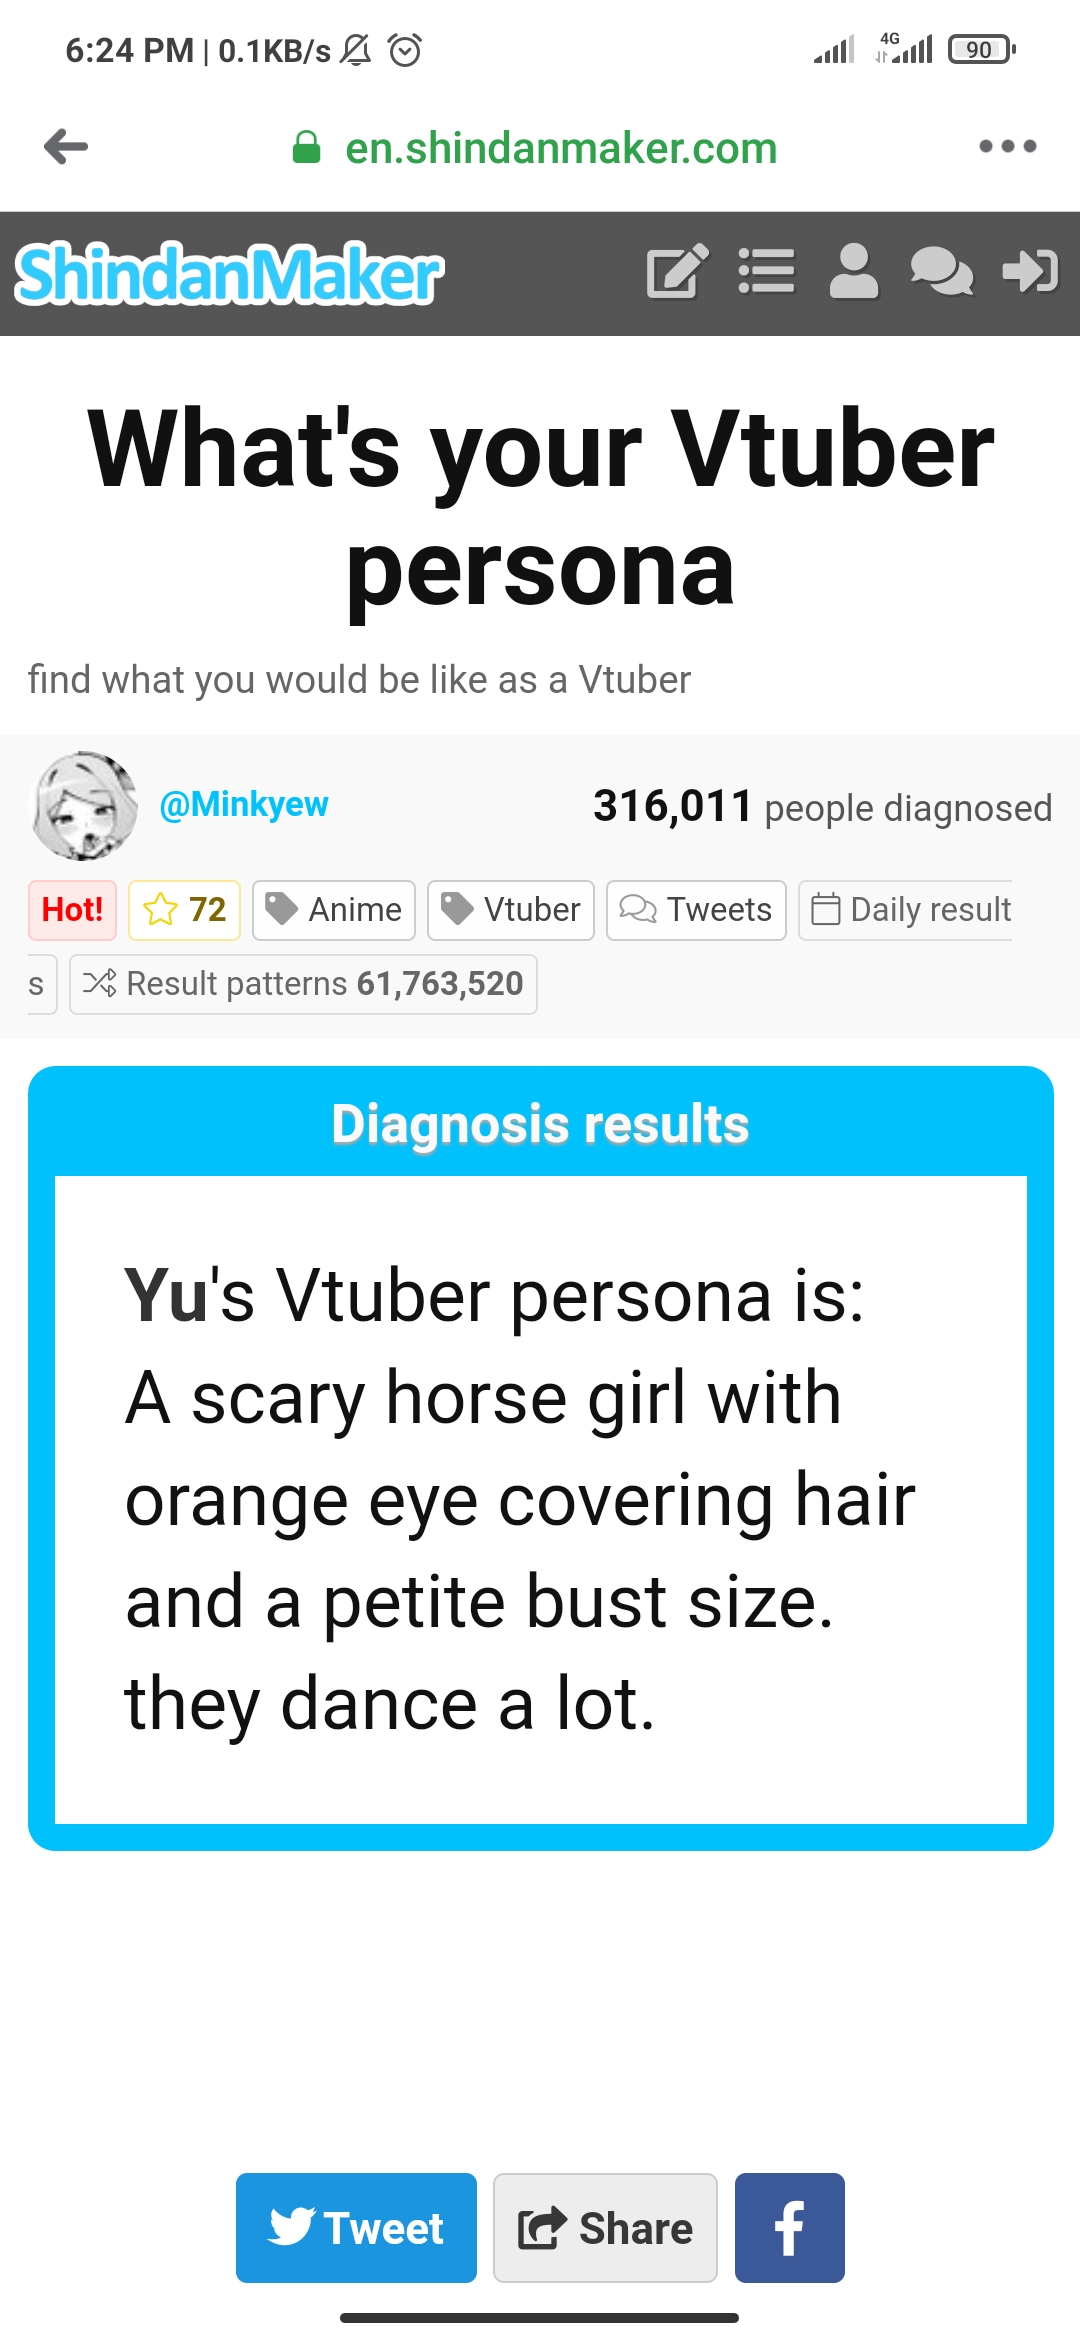 6:24 PM | 0.1KB/s
4G
90
en.shindanmaker.com
ShindanMaker
What's your Vtuber
persona
find what you would be like as a Vtuber
@Minkyew 316,011 people diagnosed
Hot! 72 Anime Vtuber Tweets Daily result
s Result patterns 61,763,520
Diagnosis results
Yu's Vtuber persona is:
A scary horse girl with
orange eye covering hair
and a petite bust size.
they dance a lot.
Tweet Share f